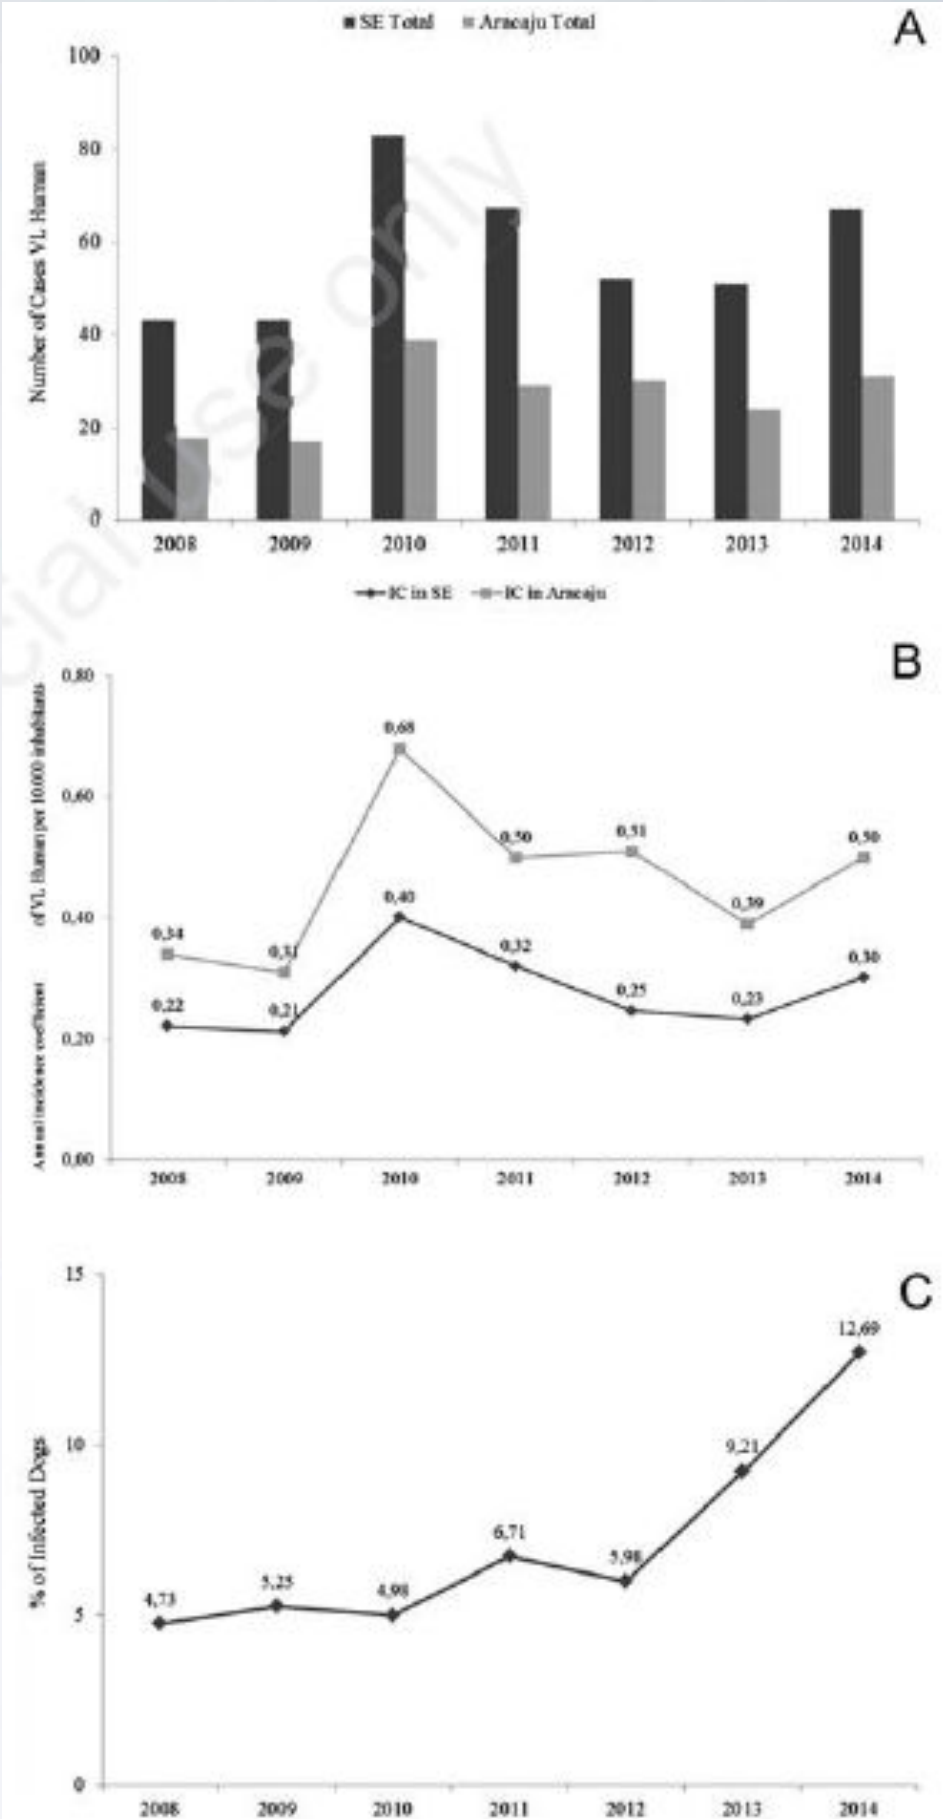 SE Total Aracaju Total
A
100
80
60
40
20
0
Number of Cases VL Human
2008 2009 2010 2011 2012 2013 2014
IC in SE IC in Aracaju
B
0,80
0,60
0,40
0,20
0,00
Annual incidence coefficient
of VL Human per 10.000 inhabitants
0,34 0,31 0,68 0,50 0,51 0,39 0,50
0,22 0,21 0,40 0,32 0,25 0,23 0,30
2008 2009 2010 2011 2012 2013 2014
C
15
10
5
0
% of Infected Dogs
4,73 5,25 4,98 6,71 5,98 9,21 12,69
2008 2009 2010 2011 2012 2013 2014
use only